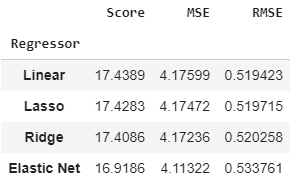 Score MSE RMSE
Regressor
Linear 17.4389 4.17599 0.519423
Lasso 17.4283 4.17472 0.519715
Ridge 17.4086 4.17236 0.520258
Elastic Net 16.9186 4.11322 0.533761